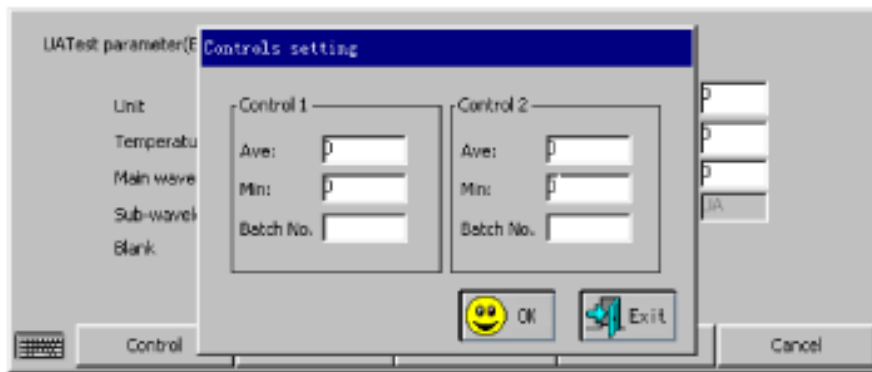 UATest parameter(E
Controls setting
Unit
Temperatu
Main wave
Sub-wavel
Blank
Control 1
Ave: 0
Min: 0
Batch No.
Control 2
Ave: 0
Min: 0
Batch No.
0
0
0
UA
OK
Exit
Control
Cancel